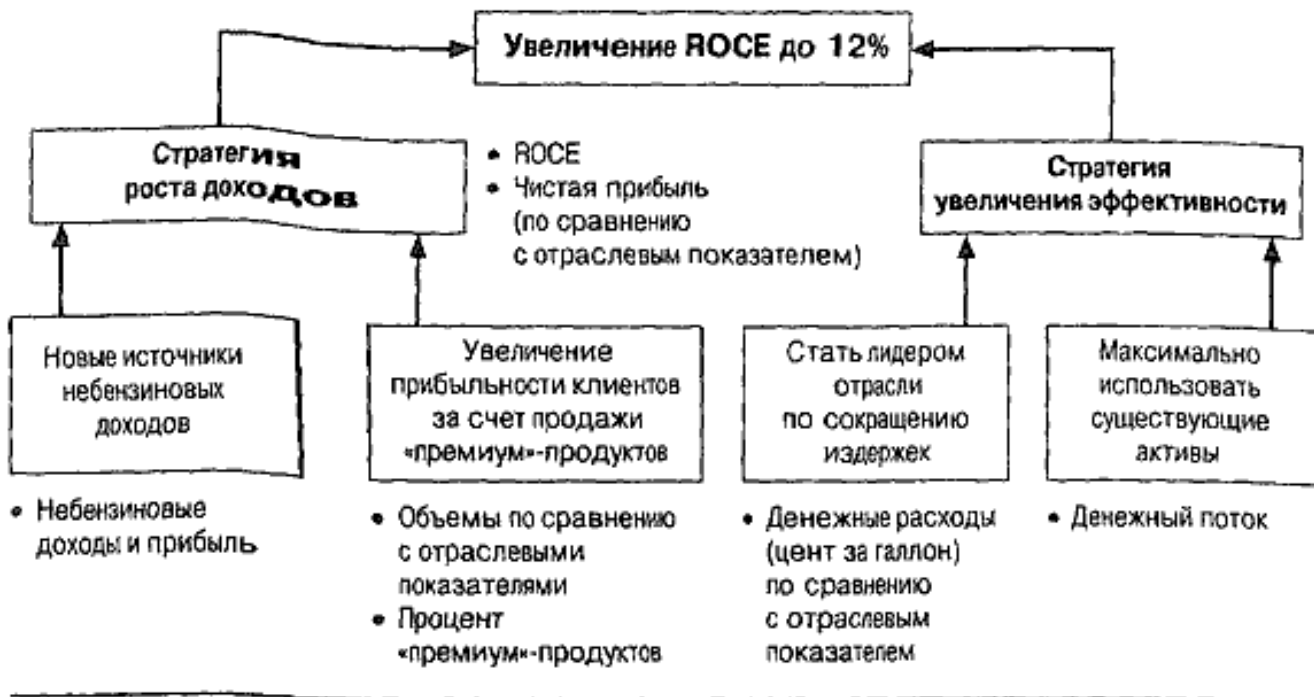 Увеличение ROCE до 12%
Стратегия
роста доходов
• ROCE
• Чистая прибыль
(по сравнению
с отраслевым показателем)
Стратегия
увеличения эффективности
Новые источники
небензиновых
доходов
Увеличение
прибыльности клиентов
за счет продажи
«премиум»-продуктов
Стать лидером
отрасли
по сокращению
издержек
Максимально
использовать
существующие
активы
• Небензиновые
доходы и прибыль
• Объемы по сравнению
с отраслевыми
показателями
• Процент
«премиум»-продуктов
• Денежные расходы
(цент за галлон)
по сравнению
с отраслевым
показателем
• Денежный поток